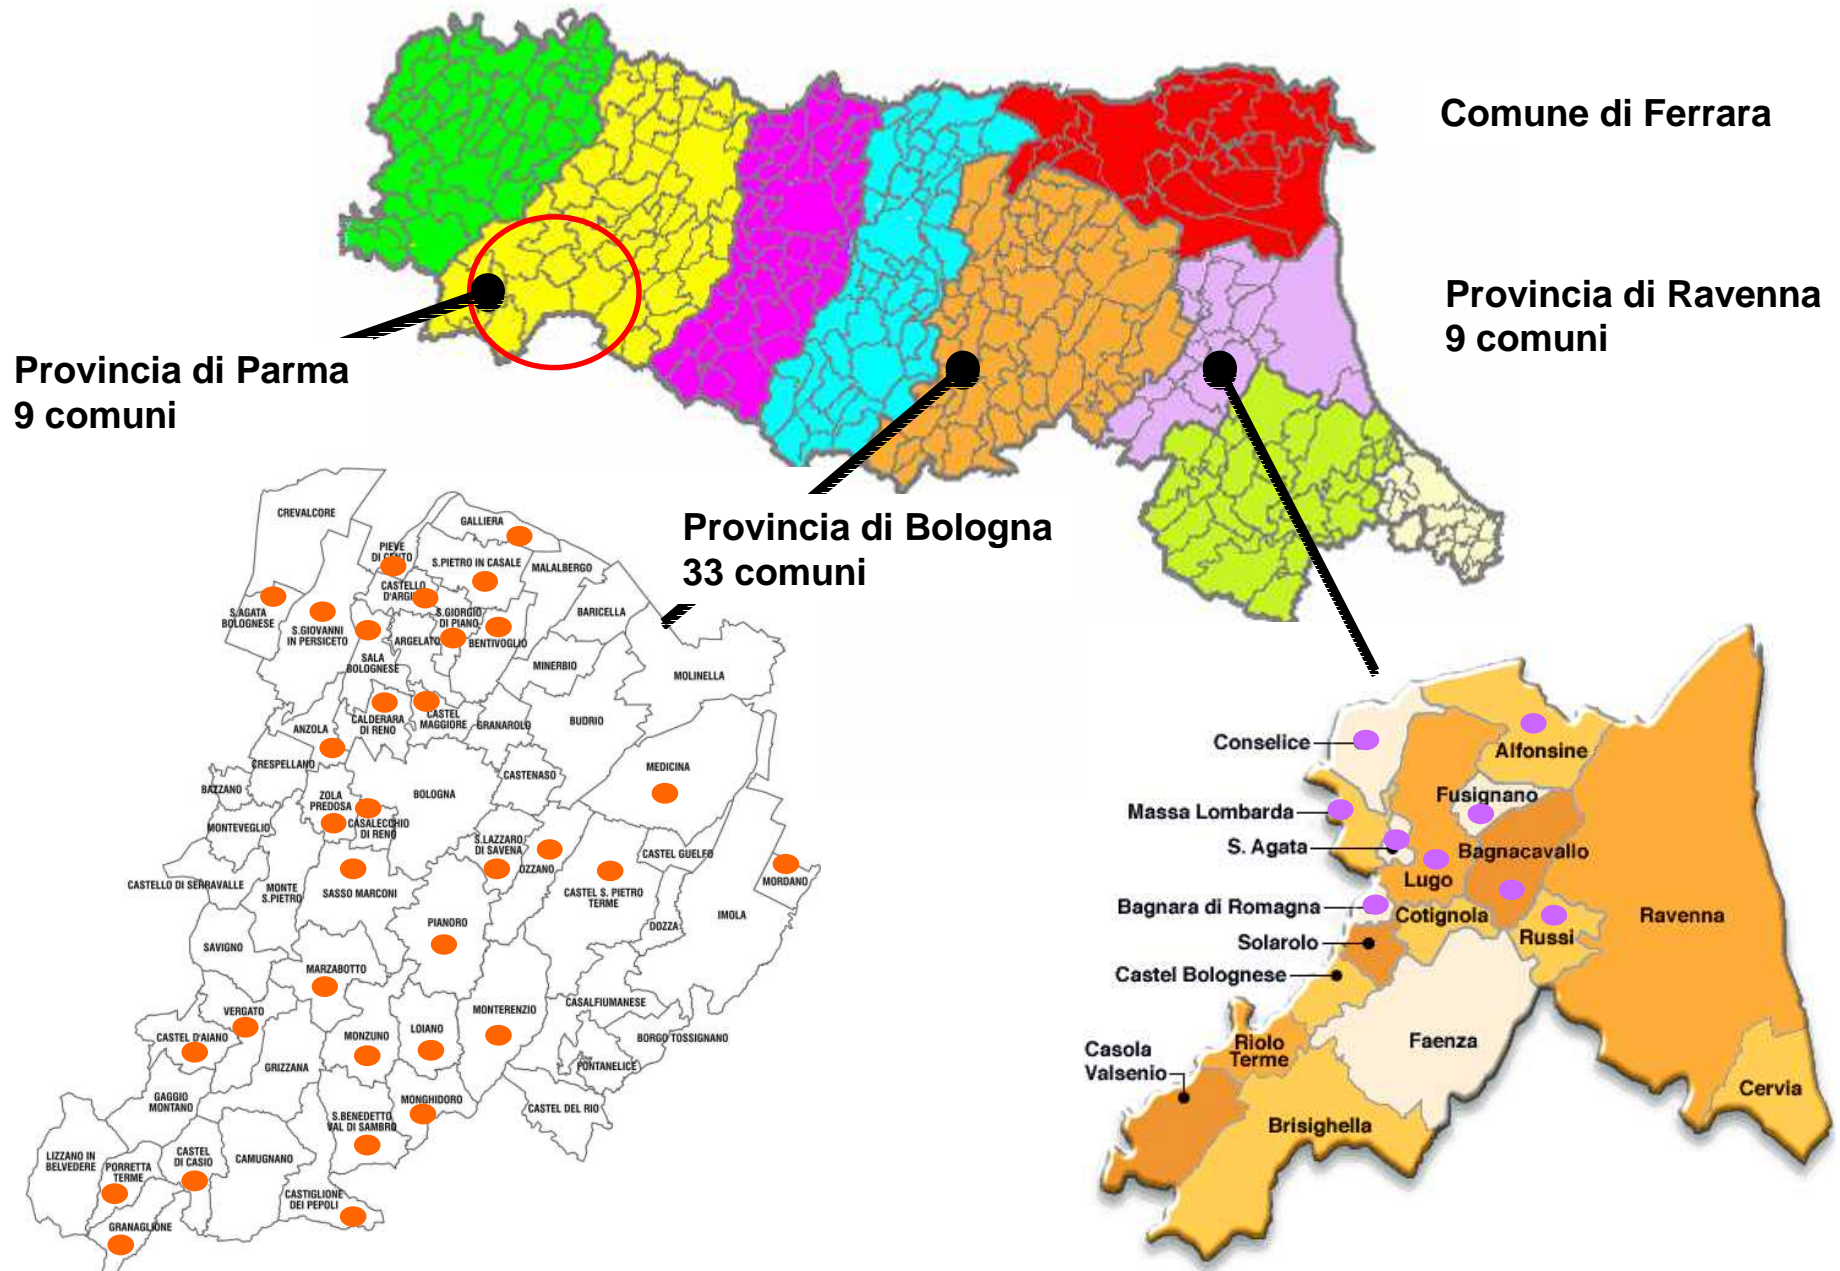 Comune di Ferrara
Provincia di Ravenna
9 comuni
Provincia di Parma
9 comuni
Provincia di Bologna
33 comuni
CREVALCORE
GALLIERA
PIEVE
DI CENTO
S.PIETRO IN CASALE
MALALBERGO
CASTELLO
D'ARGI
S.AGATA
BOLOGNESE
S.GIOVANNI
IN PERSICETO
S.GIORGIO
DI PIANO
BARICELLA
ARGELATO
BENTIVOGLIO
SALA
BOLOGNESE
MINERBIO
MOLINELLA
CALDERARA
DI RENO
CASTEL
MAGGIORE
GRANAROLO
BUDRIO
ANZOLA
CRESPELLANO
CASTENASO
MEDICINA
BAZZANO
ZOLA
PREDOSA
BOLOGNA
MONTEVEGLIO
CASALECCHIO
DI RENO
S.LAZZARO
DI SAVENA
OZZANO
CASTEL GUELFO
MORDANO
CASTELLO DI SERRAVALLE
MONTE
S.PIETRO
SASSO MARCONI
CASTEL S. PIETRO
TERME
IMOLA
PIANORO
DOZZA
SAVIGNO
MARZABOTTO
VERGATO
MONTERENZIO
CASALFIUMANESE
CASTEL D'AIANO
MONZUNO
LOIANO
BORGO TOSSIGNANO
GRIZZANA
FONTANELICE
GAGGIO
MONTANO
MONGHIDORO
S.BENEDETTO
VAL DI SAMBRO
CASTEL DEL RIO
LIZZANO IN
BELVEDERE
PORRETTA
TERME
CASTEL
DI CASIO
CAMUGNANO
CASTIGLIONE
DEI PEPOLI
GRANAGLIONE
Conselice
Alfonsine
Massa Lombarda
Fusignano
S. Agata
Bagnacavallo
Lugo
Bagnara di Romagna
Cotignola
Ravenna
Solarolo
Russi
Castel Bolognese
Faenza
Riolo
Terme
Casola
Valsenio
Cervia
Brisighella